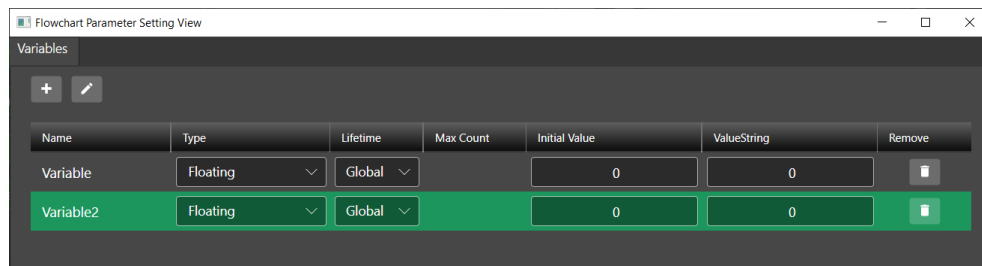 Flowchart Parameter Setting View
Variables
Name Type Lifetime Max Count Initial Value ValueString Remove
Variable Floating Global 0 0
Variable2 Floating Global 0 0